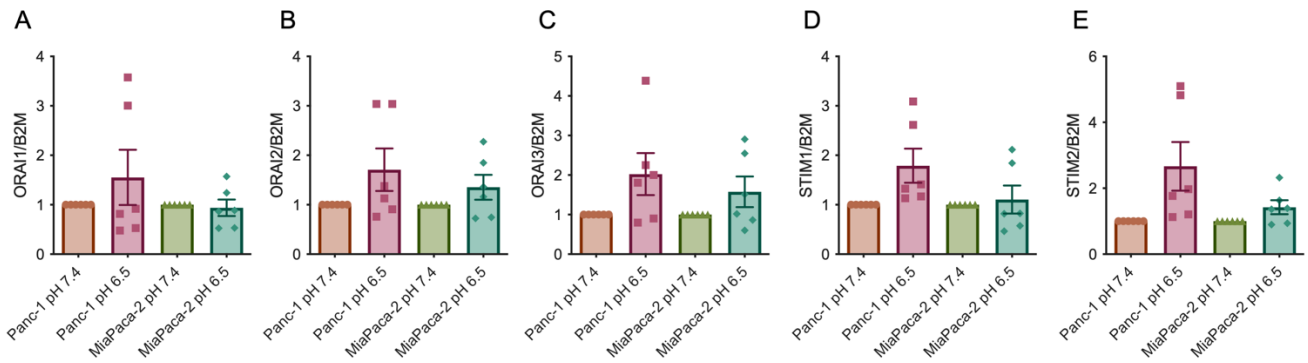 A
ORAI1/B2M
4
3
2
1
0
Panc-1 pH 7.4
Panc-1 pH 6.5
MiaPaca-2 pH 7.4
MiaPaca-2 pH 6.5
B
ORAI2/B2M
4
3
2
1
0
Panc-1 pH 7.4
Panc-1 pH 6.5
MiaPaca-2 pH 7.4
MiaPaca-2 pH 6.5
C
ORAI3/B2M
5
4
3
2
1
0
Panc-1 pH 7.4
Panc-1 pH 6.5
MiaPaca-2 pH 7.4
MiaPaca-2 pH 6.5
D
STIM1/B2M
4
3
2
1
0
Panc-1 pH 7.4
Panc-1 pH 6.5
MiaPaca-2 pH 7.4
MiaPaca-2 pH 6.5
E
STIM2/B2M
6
4
2
0
Panc-1 pH 7.4
Panc-1 pH 6.5
MiaPaca-2 pH 7.4
MiaPaca-2 pH 6.5